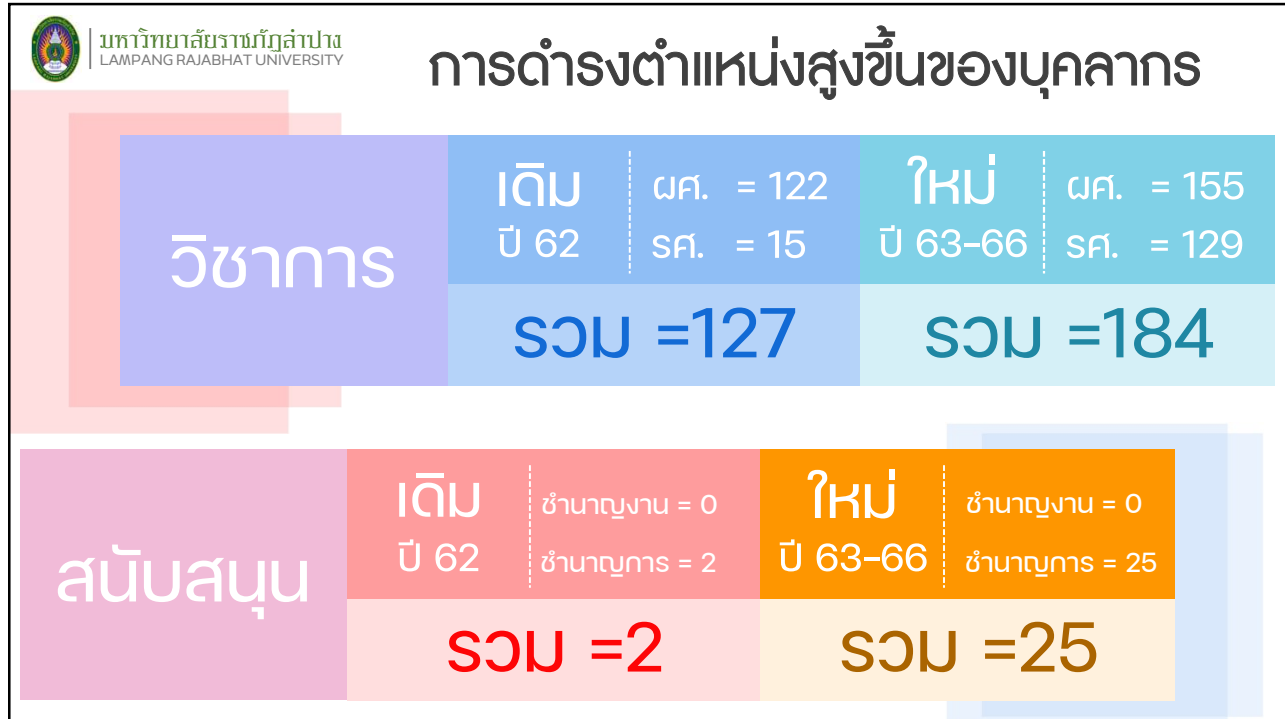 มหาวิทยาลัยราชภัฏลำปาง
LAMPANG RAJABHAT UNIVERSITY
การดำรงตำแหน่งสูงขึ้นของบุคลากร
วิชาการ
เดิม
ปี 62
ผศ. = 122
รศ. = 15
รวม =127
ใหม่
ปี 63-66
ผศ. = 155
รศ. = 129
รวม =184
สนับสนุน
เดิม
ปี 62
ชำนาญงาน = 0
ชำนาญการ = 2
รวม =2
ใหม่
ปี 63-66
ชำนาญงาน = 0
ชำนาญการ = 25
รวม =25